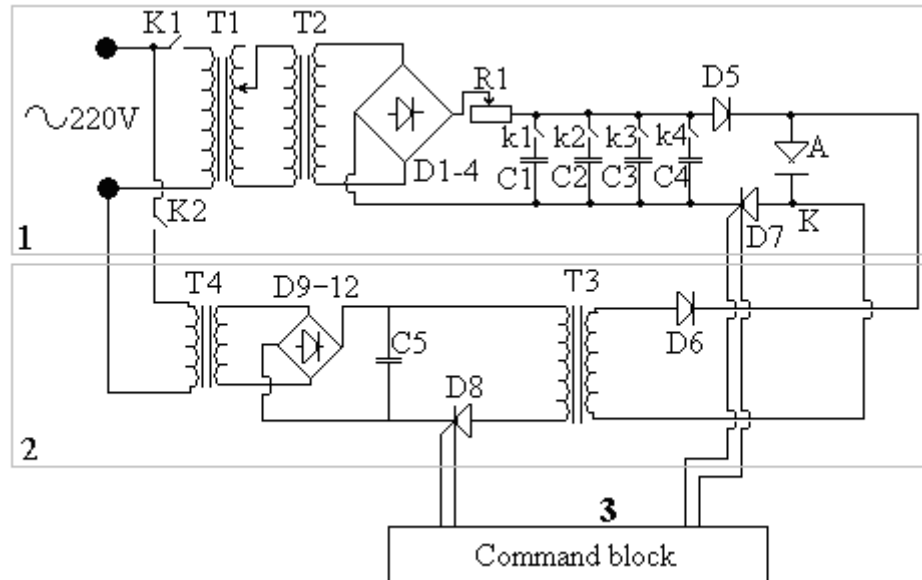 K1 T1 T2
R1 D5
220V
k1 k2 k3 k4 A
C1 C2 C3 C4
D1-4
K2 K
1 D7
T4 D9-12 T3
C5 D6
D8
2
3
Command block